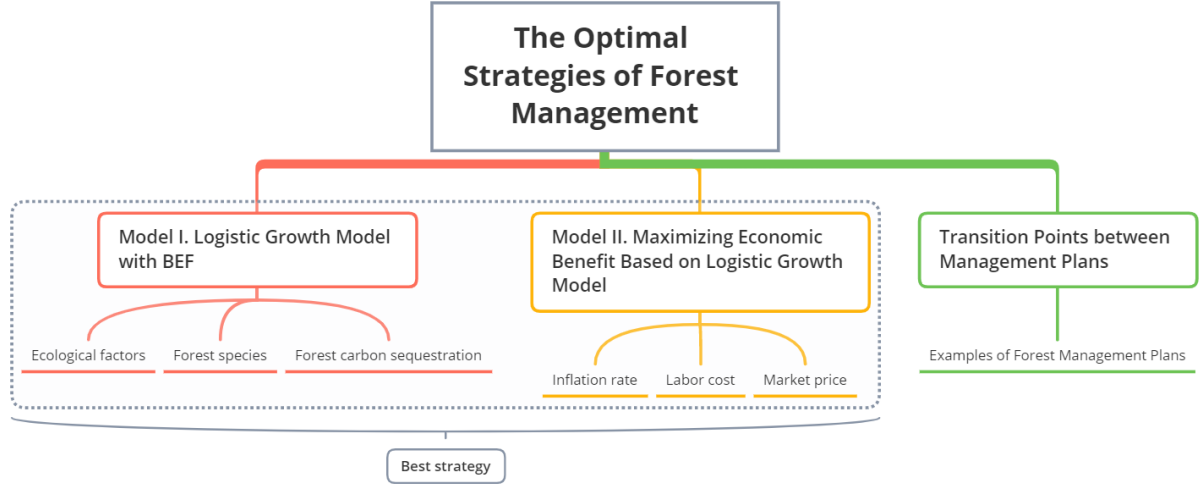 The Optimal
Strategies of Forest
Management
Model I. Logistic Growth Model
with BEF
Model II. Maximizing Economic
Benefit Based on Logistic Growth
Model
Transition Points between
Management Plans
Ecological factors
Forest species
Forest carbon sequestration
Inflation rate
Labor cost
Market price
Examples of Forest Management Plans
Best strategy